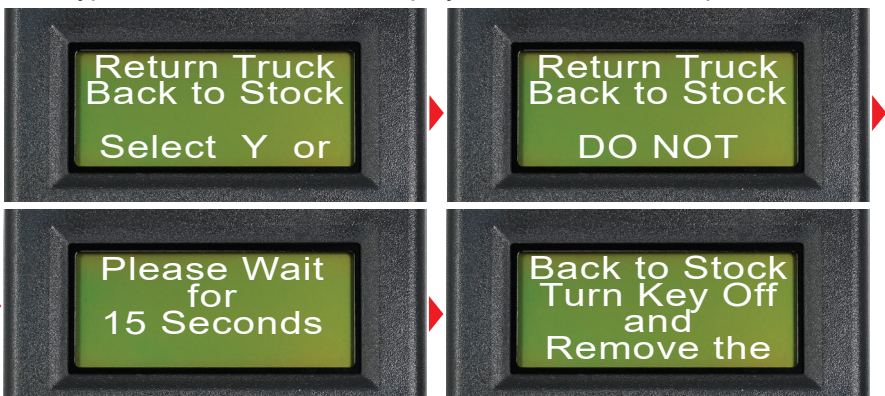 Return Truck
Back to Stock
Select Y or
Return Truck
Back to Stock
DO NOT
Please Wait
for
15 Seconds
Back to Stock
Turn Key Off
and
Remove the